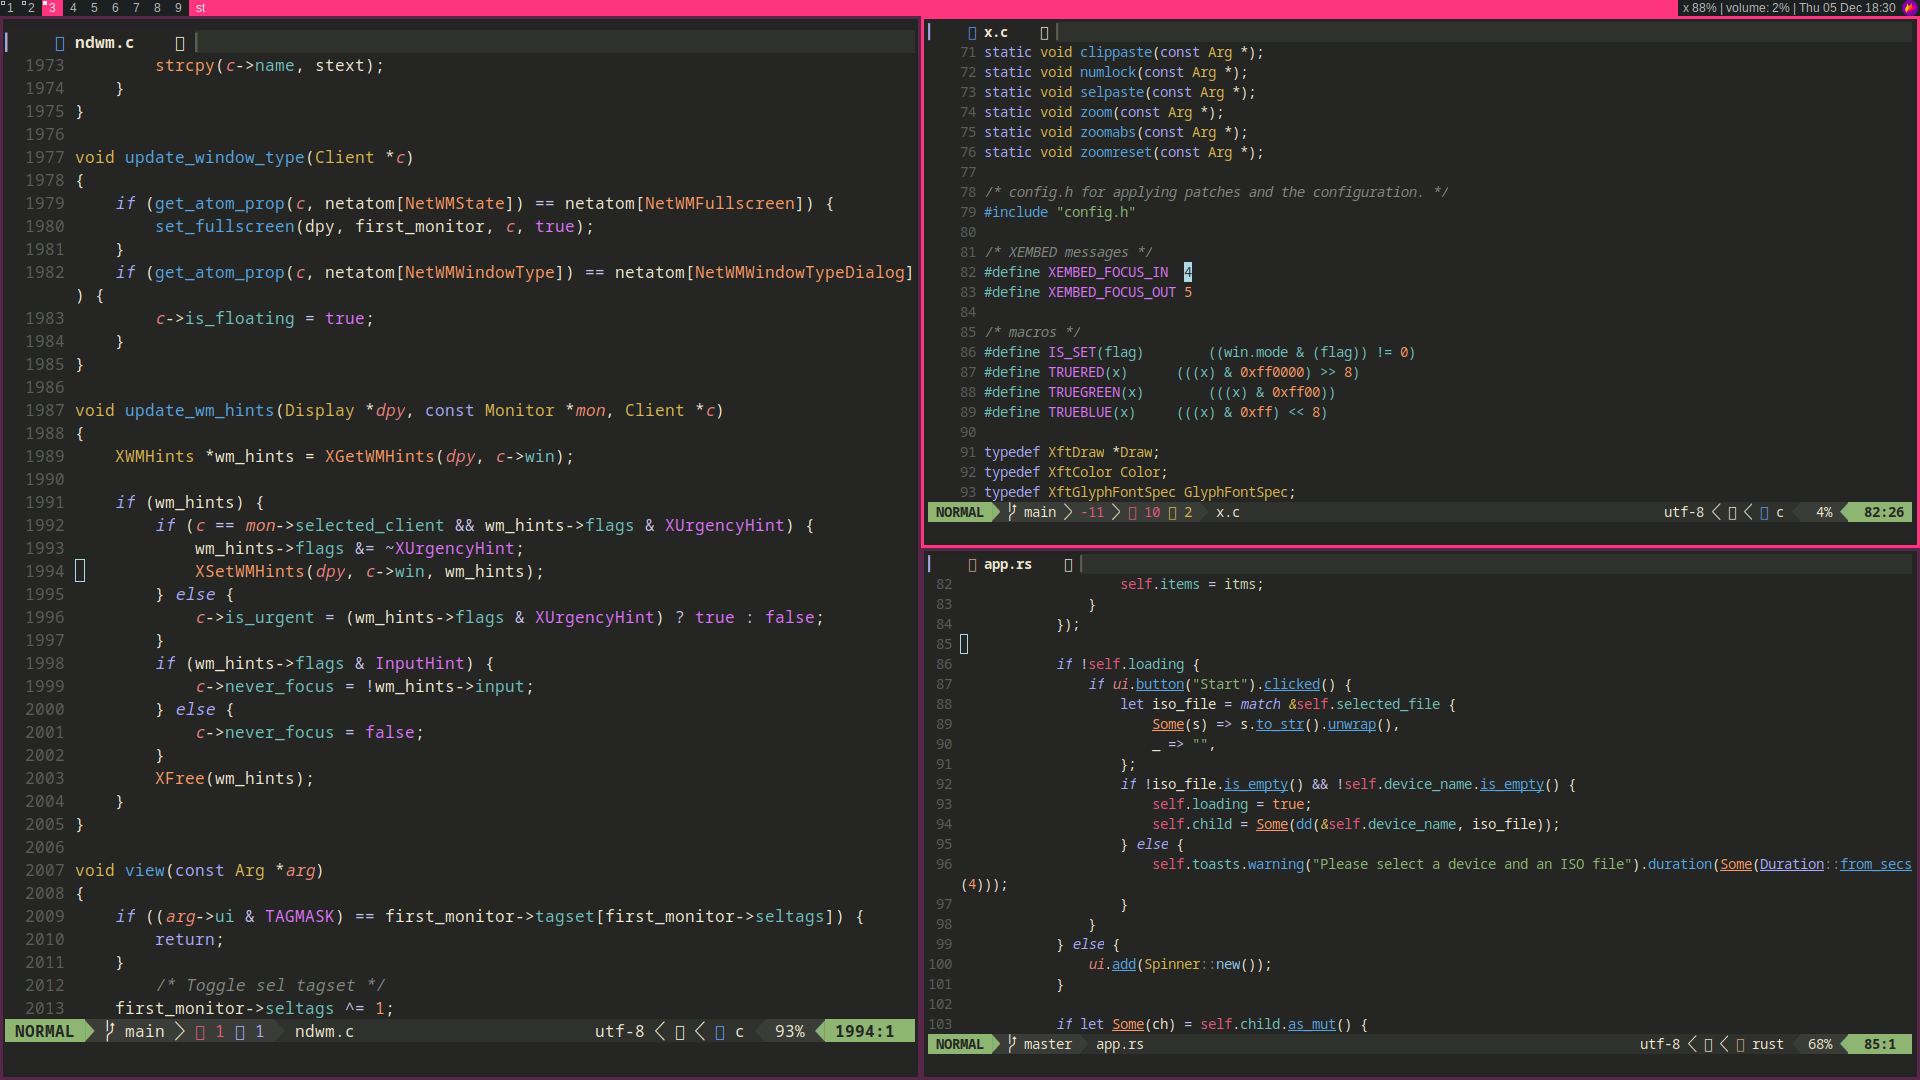 1 2 3 4 5 6 7 8 9 st
x 88% | volume: 2% | Thu 05 Dec 18:30
ndwm.c
1973         strcpy(c->name, stext);
1974     }
1975 }
1976
1977 void update_window_type(Client *c)
1978 {
1979     if (get_atom_prop(c, netatom[NetWMState]) == netatom[NetWMFullscreen]) {
1980         set_fullscreen(dpy, first_monitor, c, true);
1981     }
1982     if (get_atom_prop(c, netatom[NetWMWindowType]) == netatom[NetWMWindowTypeDialog]
) {
1983         c->is_floating = true;
1984     }
1985 }
1986
1987 void update_wm_hints(Display *dpy, const Monitor *mon, Client *c)
1988 {
1989     XWMHints *wm_hints = XGetWMHints(dpy, c->win);
1990
1991     if (wm_hints) {
1992         if (c == mon->selected_client && wm_hints->flags & XUrgencyHint) {
1993             wm_hints->flags &= ~XUrgencyHint;
1994             XSetWMHints(dpy, c->win, wm_hints);
1995         } else {
1996             c->is_urgent = (wm_hints->flags & XUrgencyHint) ? true : false;
1997         }
1998         if (wm_hints->flags & InputHint) {
1999             c->never_focus = !wm_hints->input;
2000         } else {
2001             c->never_focus = false;
2002         }
2003         XFree(wm_hints);
2004     }
2005 }
2006
2007 void view(const Arg *arg)
2008 {
2009     if ((arg->ui & TAGMASK) == first_monitor->tagset[first_monitor->seltags]) {
2010         return;
2011     }
2012         /* Toggle sel tagset */
2013     first_monitor->seltags ^= 1;
NORMAL main 1 1 ndwm.c utf-8 c 93% 1994:1
x.c
71 static void clippaste(const Arg *);
72 static void numlock(const Arg *);
73 static void selpaste(const Arg *);
74 static void zoom(const Arg *);
75 static void zoomabs(const Arg *);
76 static void zoomreset(const Arg *);
77
78 /* config.h for applying patches and the configuration. */
79 #include "config.h"
80
81 /* XEMBED messages */
82 #define XEMBED_FOCUS_IN  4
83 #define XEMBED_FOCUS_OUT 5
84
85 /* macros */
86 #define IS_SET(flag)        ((win.mode & (flag)) != 0)
87 #define TRUERED(x)      (((x) & 0xff0000) >> 8)
88 #define TRUEGREEN(x)        (((x) & 0xff00))
89 #define TRUEBLUE(x)     (((x) & 0xff) << 8)
90
91 typedef XftDraw *Draw;
92 typedef XftColor Color;
93 typedef XftGlyphFontSpec GlyphFontSpec;
NORMAL main -11 10 2 x.c utf-8 c 4% 82:26
app.rs
82                     self.items = itms;
83                 }
84             });
85
86             if !self.loading {
87                 if ui.button("Start").clicked() {
88                     let iso_file = match &self.selected_file {
89                         Some(s) => s.to_str().unwrap(),
90                         _ => "",
91                     };
92                     if !iso_file.is_empty() && !self.device_name.is_empty() {
93                         self.loading = true;
94                         self.child = Some(dd(&self.device_name, iso_file));
95                     } else {
96                         self.toasts.warning("Please select a device and an ISO file").duration(Some(Duration::from_secs
(4)));
97                     }
98                 }
99             } else {
100                 ui.add(Spinner::new());
101             }
102
103             if let Some(ch) = self.child.as_mut() {
NORMAL master app.rs utf-8 rust 68% 85:1